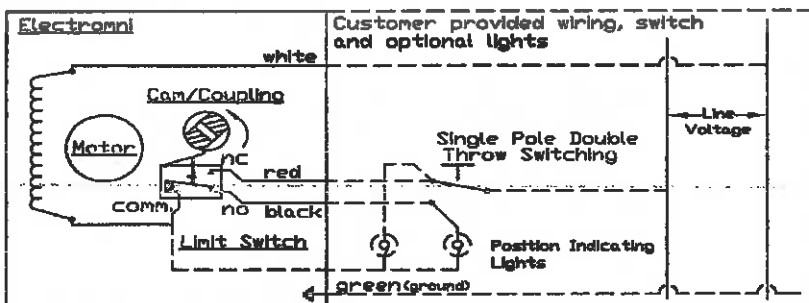 Electromni
Customer provided wiring, switch
and optional lights
white
Cam/Coupling
Line
Voltage
Motor
Single Pole Double
Throw Switching
nc
red
comm.
no
black
Limit Switch
Position Indicating
Lights
green(ground)